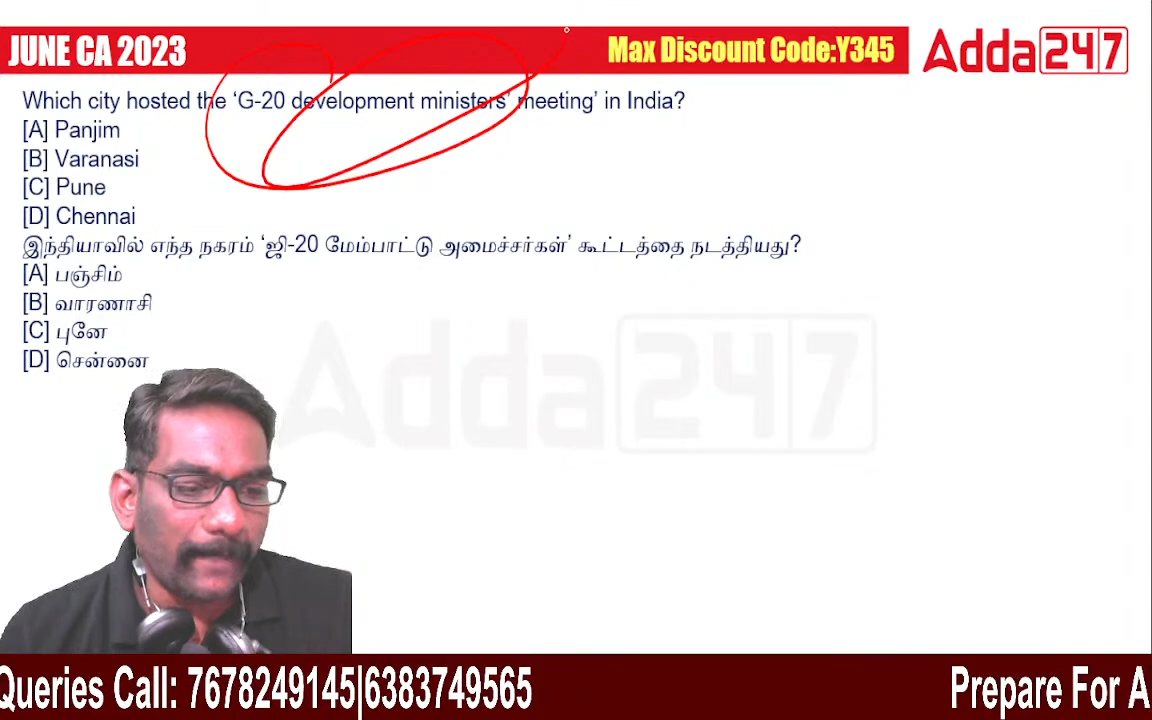 JUNE CA 2023
Max Discount Code:Y345
Adda247
Which city hosted the ‘G-20 development ministers’ meeting’ in India?
[A] Panjim
[B] Varanasi
[C] Pune
[D] Chennai
இந்தியாவில் எந்த நகரம் ‘ஜி-20 மேம்பாட்டு அமைச்சர்கள்’ கூட்டத்தை நடத்தியது?
[A] பஞ்சிம்
[B] வாரணாசி
[C] புனே
[D] சென்னை
Adda247
Queries Call: 7678249145|6383749565
Prepare For A